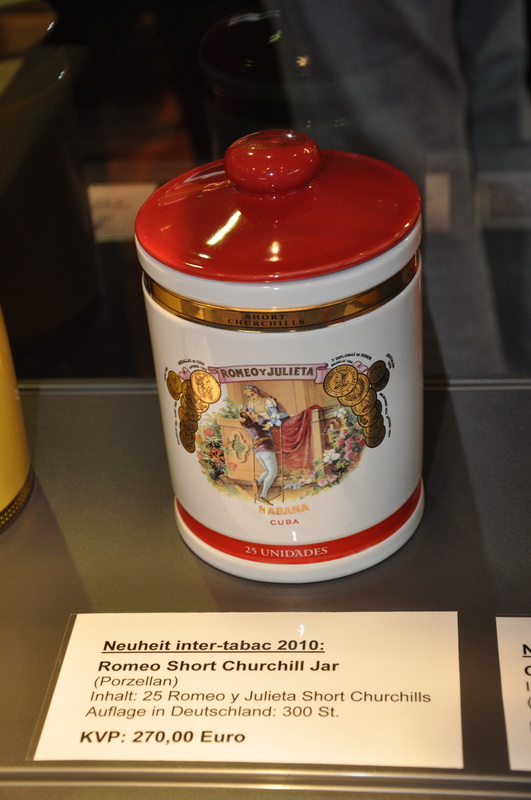 SHORT
CHURCHILLS
ROMEO Y JULIETA
HABANA
CUBA
25 UNIDADES
Neuheit inter-tabac 2010:
Romeo Short Churchill Jar
(Porzellan)
Inhalt: 25 Romeo y Julieta Short Churchills
Auflage in Deutschland: 300 St.
KVP: 270,00 Euro